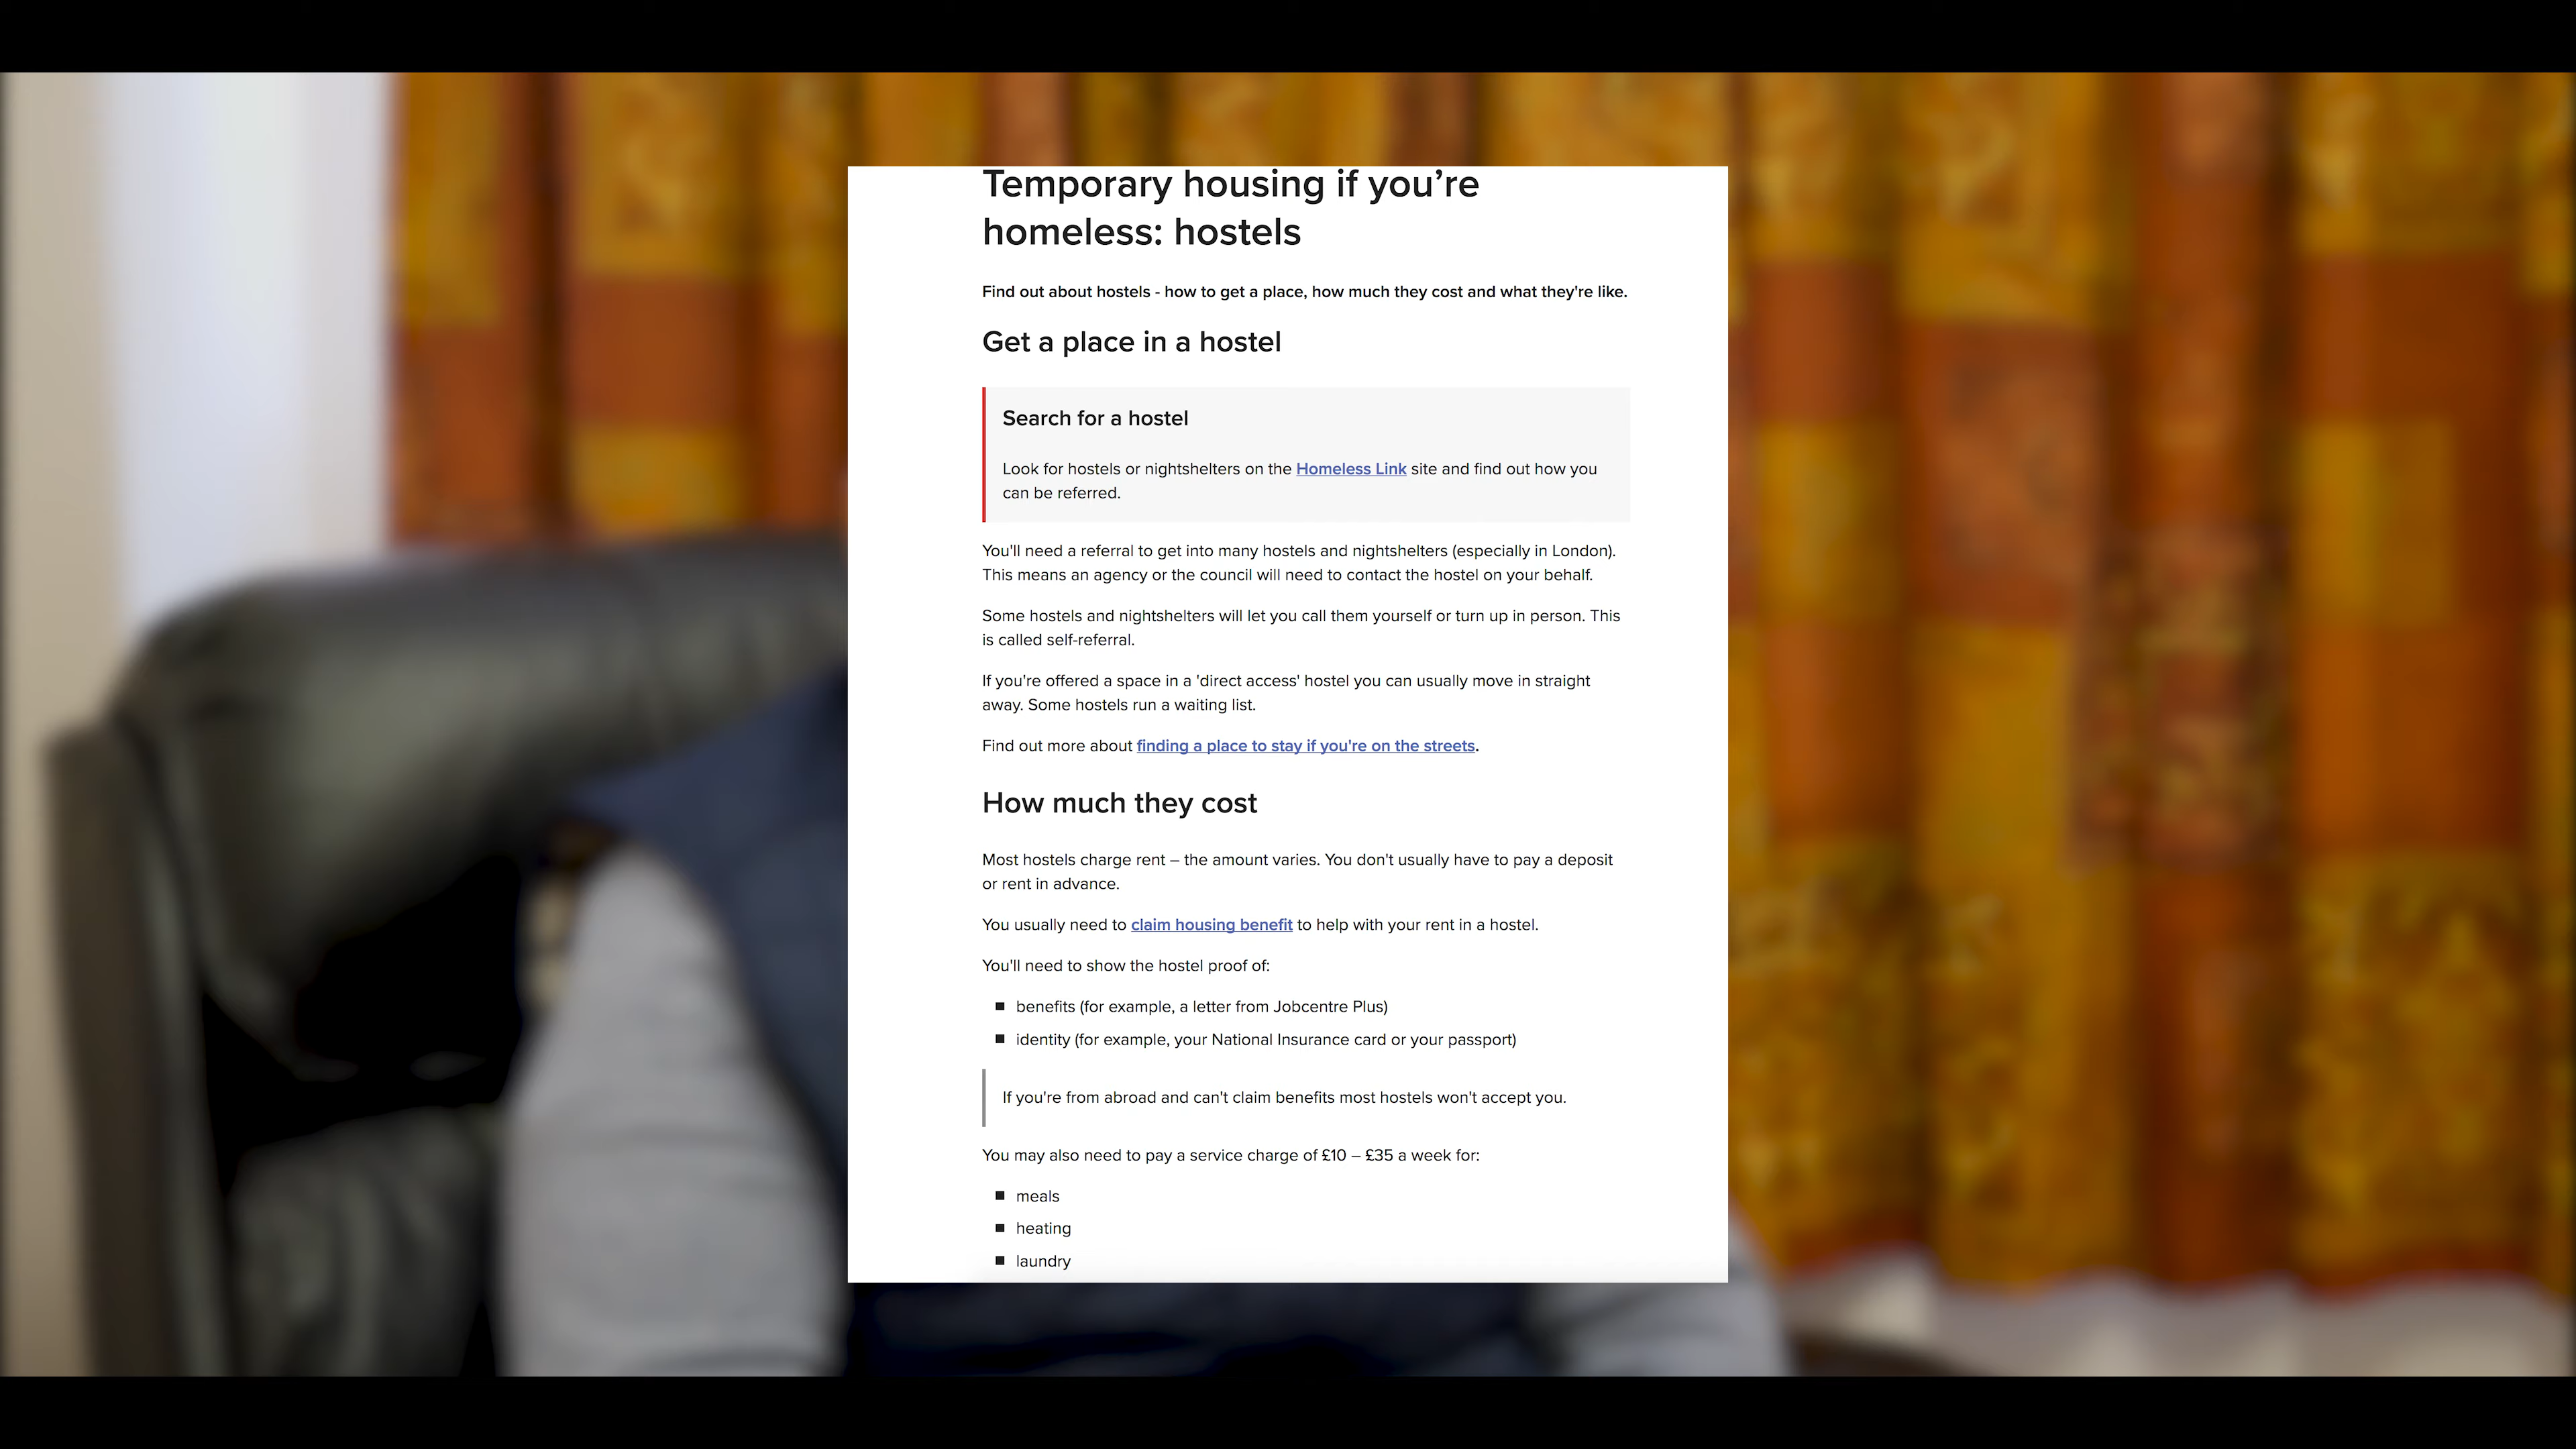 Temporary housing if you’re
homeless: hostels
Find out about hostels - how to get a place, how much they cost and what they're like.
Get a place in a hostel
Search for a hostel
Look for hostels or nightshelters on the Homeless Link site and find out how you
can be referred.
You'll need a referral to get into many hostels and nightshelters (especially in London).
This means an agency or the council will need to contact the hostel on your behalf.
Some hostels and nightshelters will let you call them yourself or turn up in person. This
is called self-referral.
If you're offered a space in a 'direct access' hostel you can usually move in straight
away. Some hostels run a waiting list.
Find out more about finding a place to stay if you're on the streets.
How much they cost
Most hostels charge rent – the amount varies. You don't usually have to pay a deposit
or rent in advance.
You usually need to claim housing benefit to help with your rent in a hostel.
You'll need to show the hostel proof of:
■ benefits (for example, a letter from Jobcentre Plus)
■ identity (for example, your National Insurance card or your passport)
If you're from abroad and can't claim benefits most hostels won't accept you.
You may also need to pay a service charge of £10 – £35 a week for:
■ meals
■ heating
■ laundry